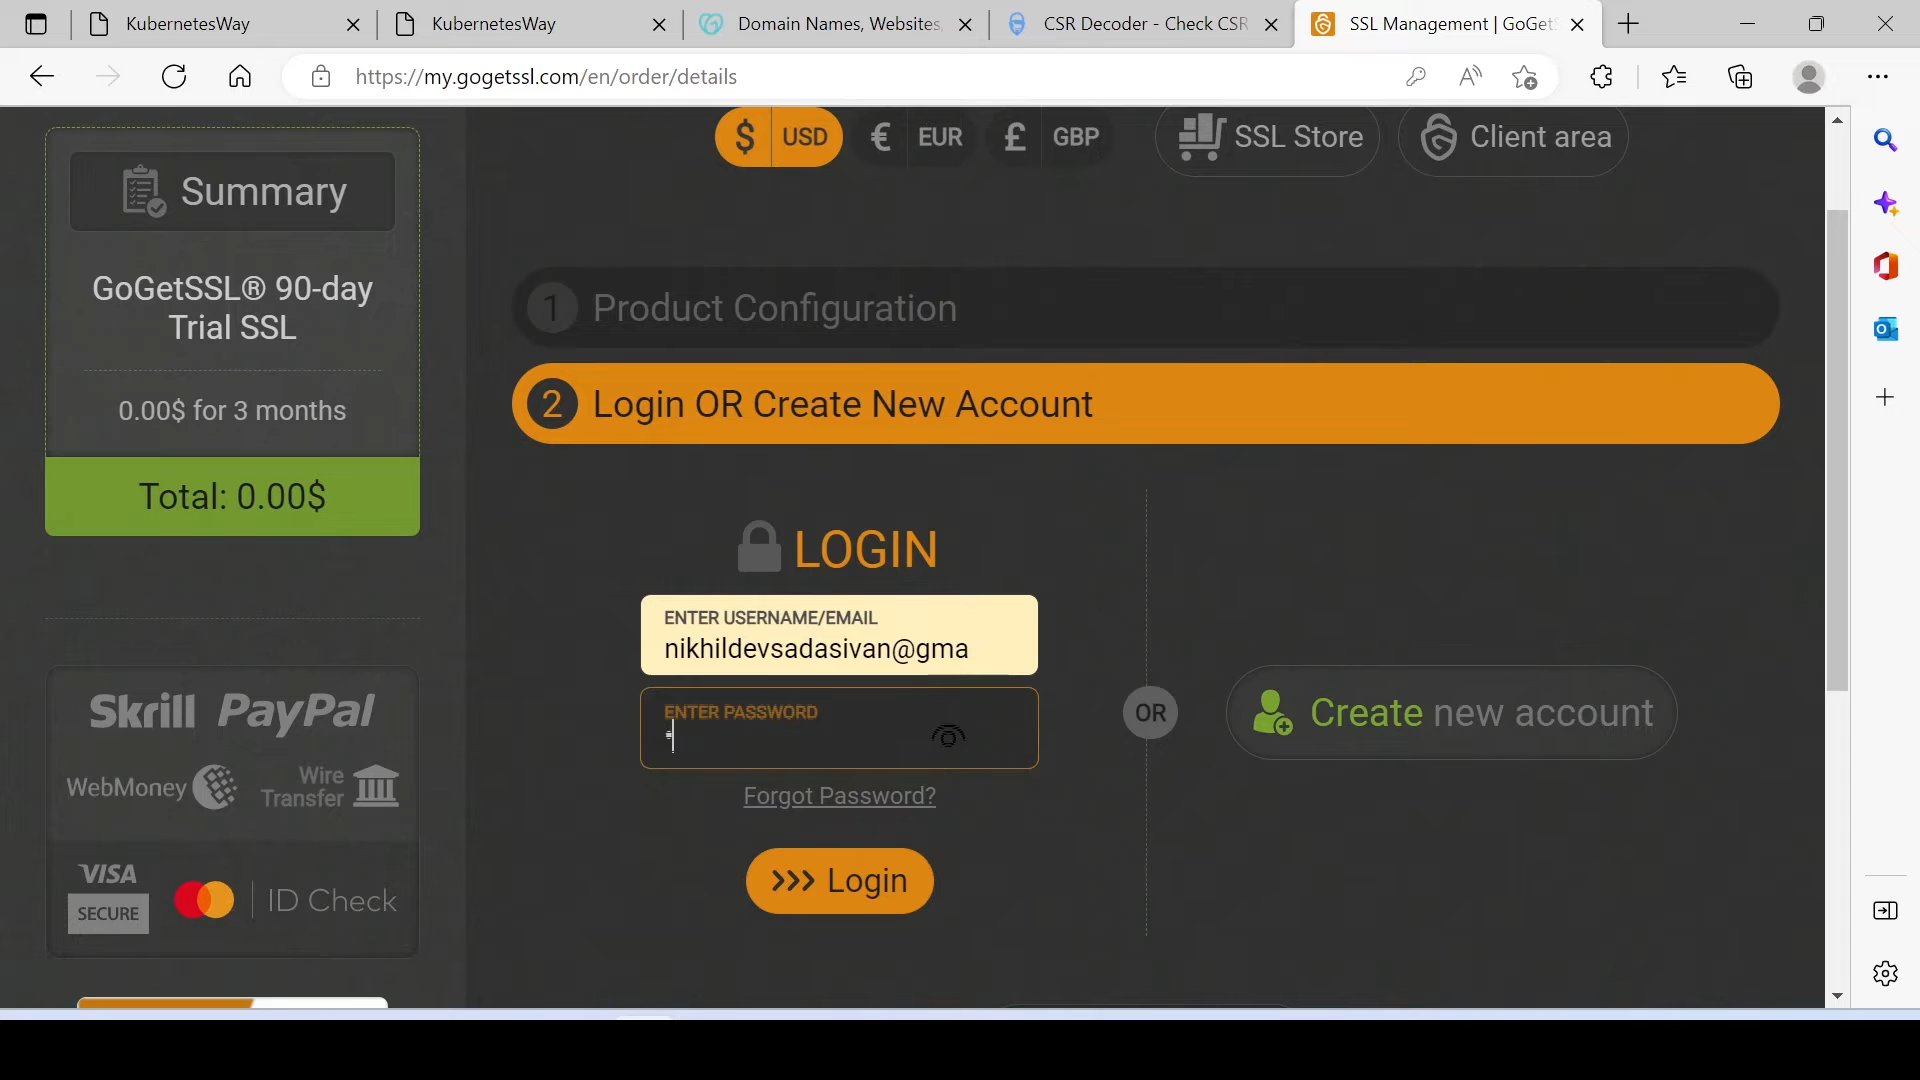 KubernetesWay
KubernetesWay
Domain Names, Websites,
CSR Decoder - Check CSR
SSL Management | GoGetS
https://my.gogetssl.com/en/order/details
$ USD
€ EUR
£ GBP
SSL Store
Client area
Summary
GoGetSSL® 90-day
Trial SSL
0.00$ for 3 months
Total: 0.00$
Skrill PayPal
WebMoney
Wire
Transfer
VISA
SECURE
ID Check
1 Product Configuration
2 Login OR Create New Account
LOGIN
ENTER USERNAME/EMAIL
nikhildevsadasivan@gma
ENTER PASSWORD
Forgot Password?
>>> Login
OR
Create new account